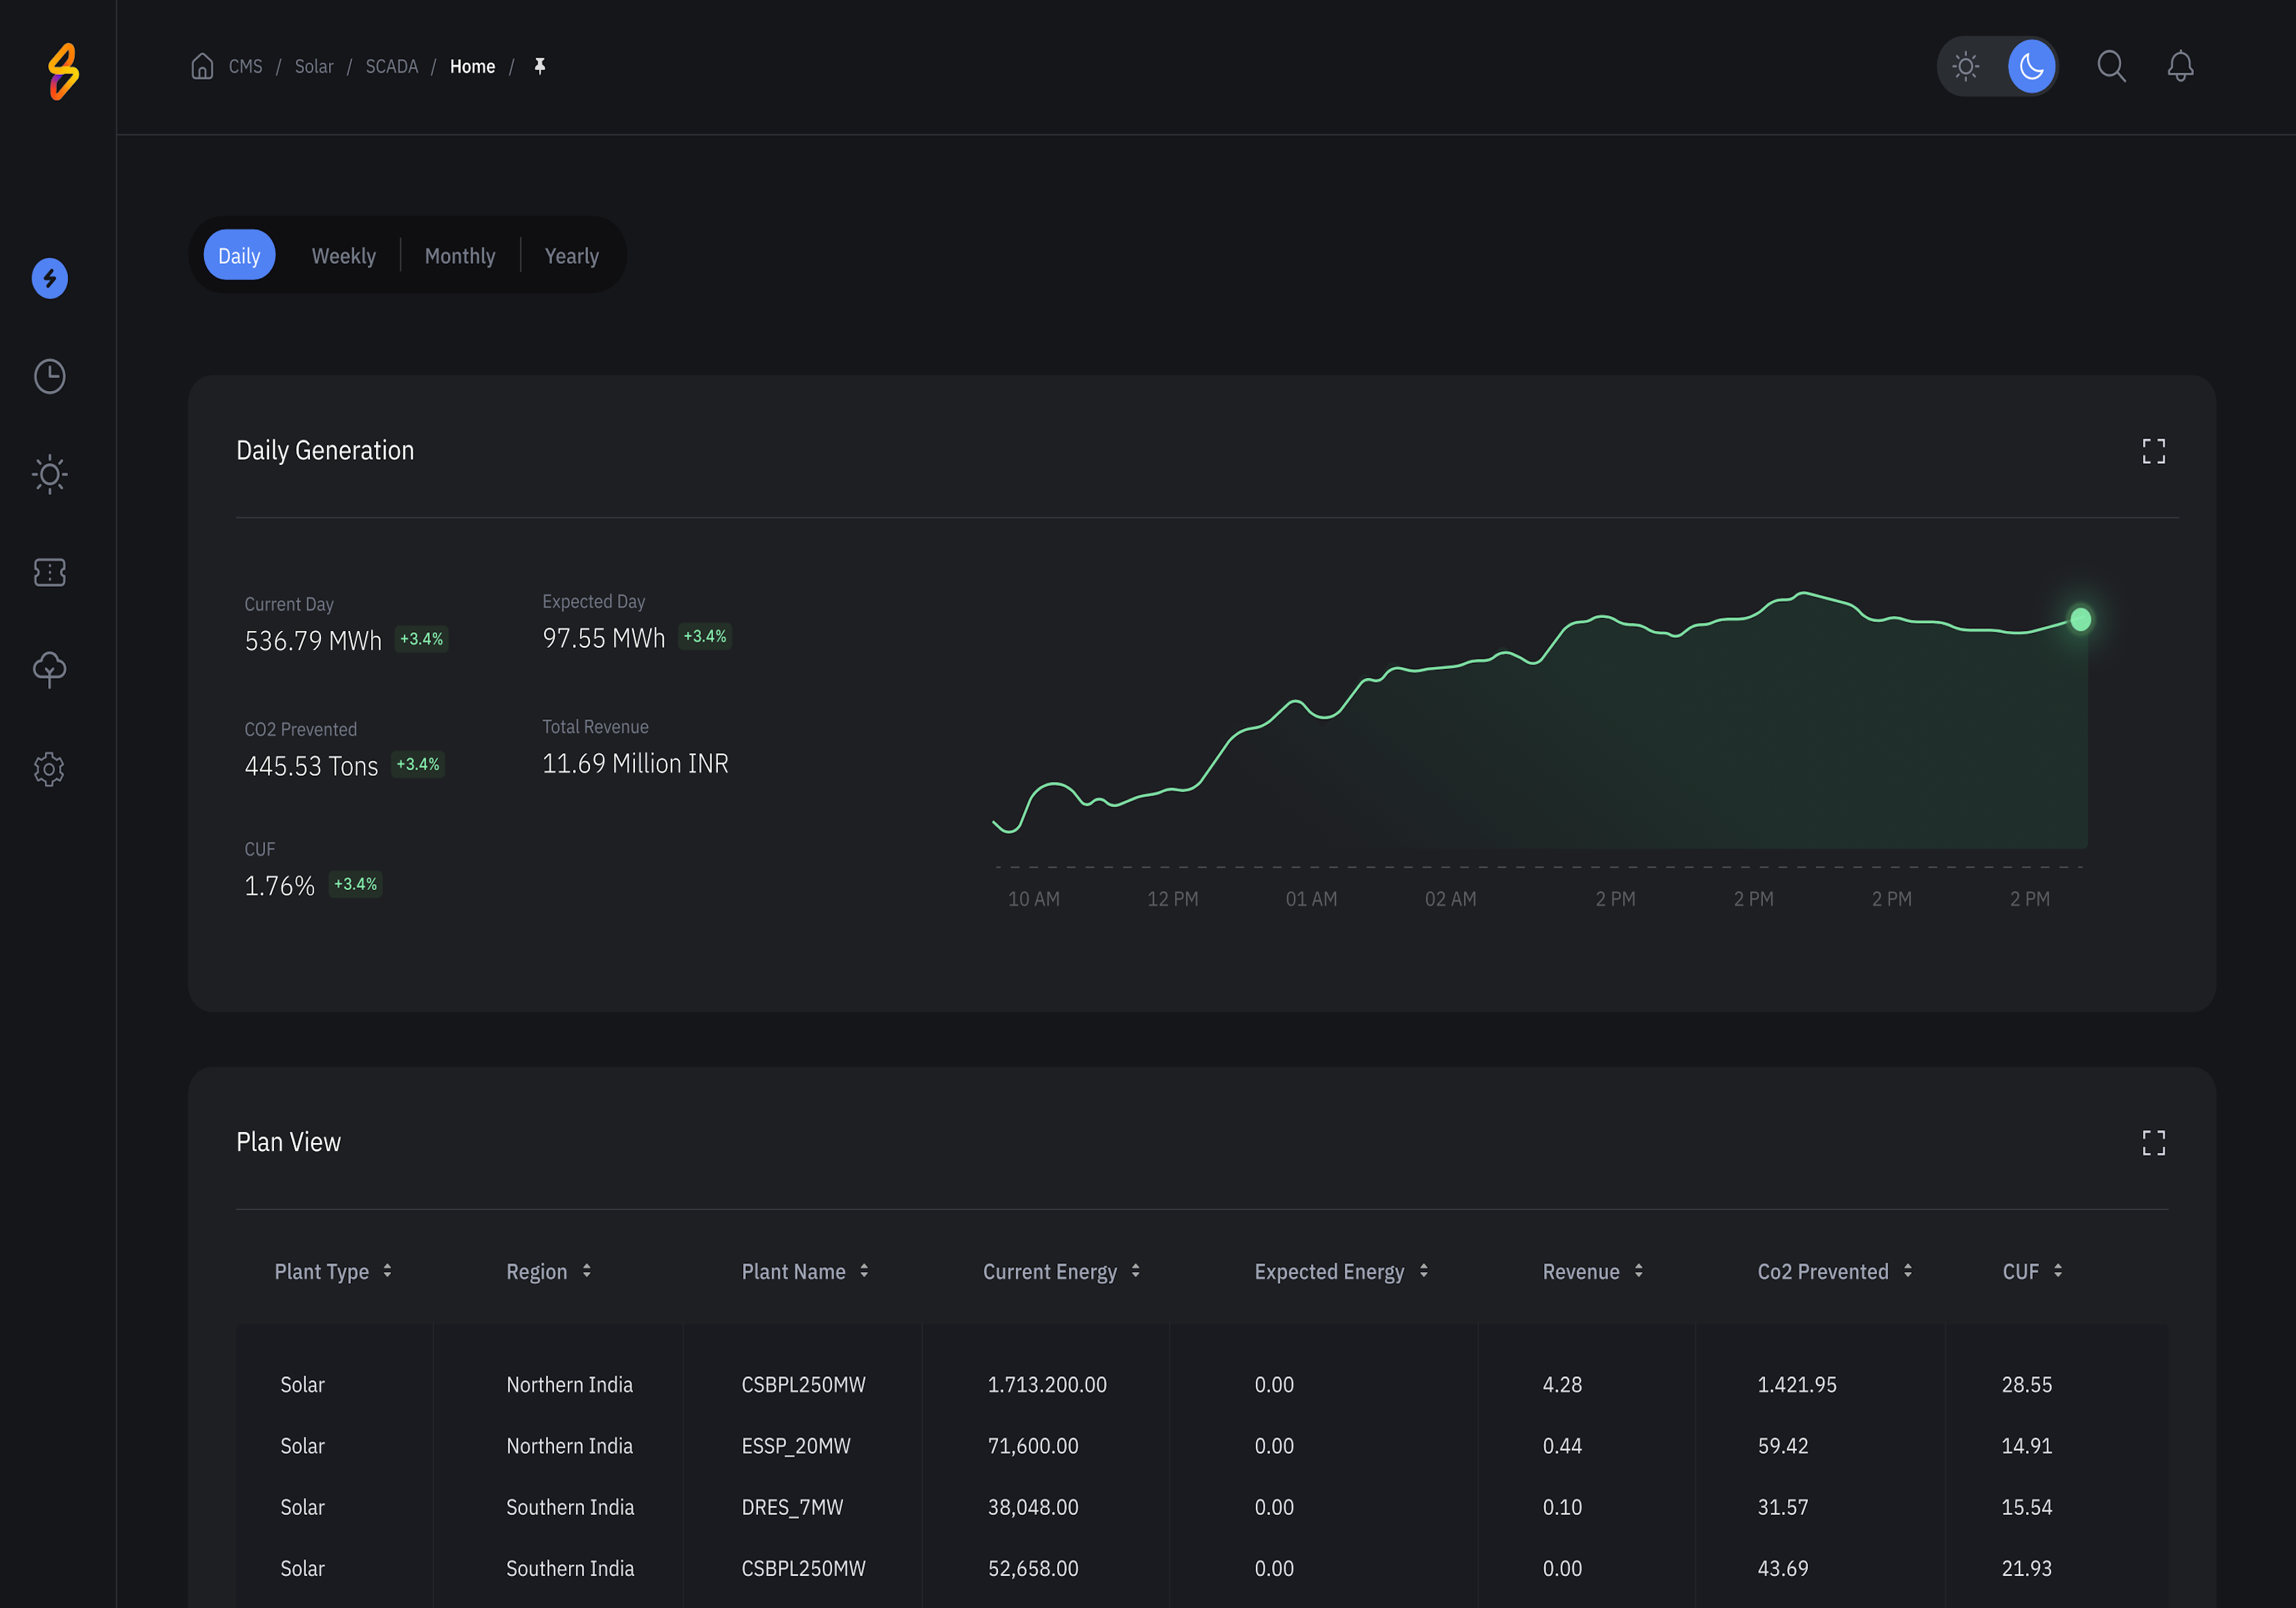 CMS / Solar / SCADA / Home /
Daily Weekly Monthly Yearly
Daily Generation
Current Day
536.79 MWh +3.4%
Expected Day
97.55 MWh +3.4%
CO2 Prevented
445.53 Tons +3.4%
Total Revenue
11.69 Million INR
CUF
1.76% +3.4%
10 AM 12 PM 01 AM 02 AM 2 PM 2 PM 2 PM 2 PM
Plan View
Plant Type Region Plant Name Current Energy Expected Energy Revenue Co2 Prevented CUF
Solar Northern India CSBPL250MW 1.713.200.00 0.00 4.28 1.421.95 28.55
Solar Northern India ESSP_20MW 71,600.00 0.00 0.44 59.42 14.91
Solar Southern India DRES_7MW 38,048.00 0.00 0.10 31.57 15.54
Solar Southern India CSBPL250MW 52,658.00 0.00 0.00 43.69 21.93